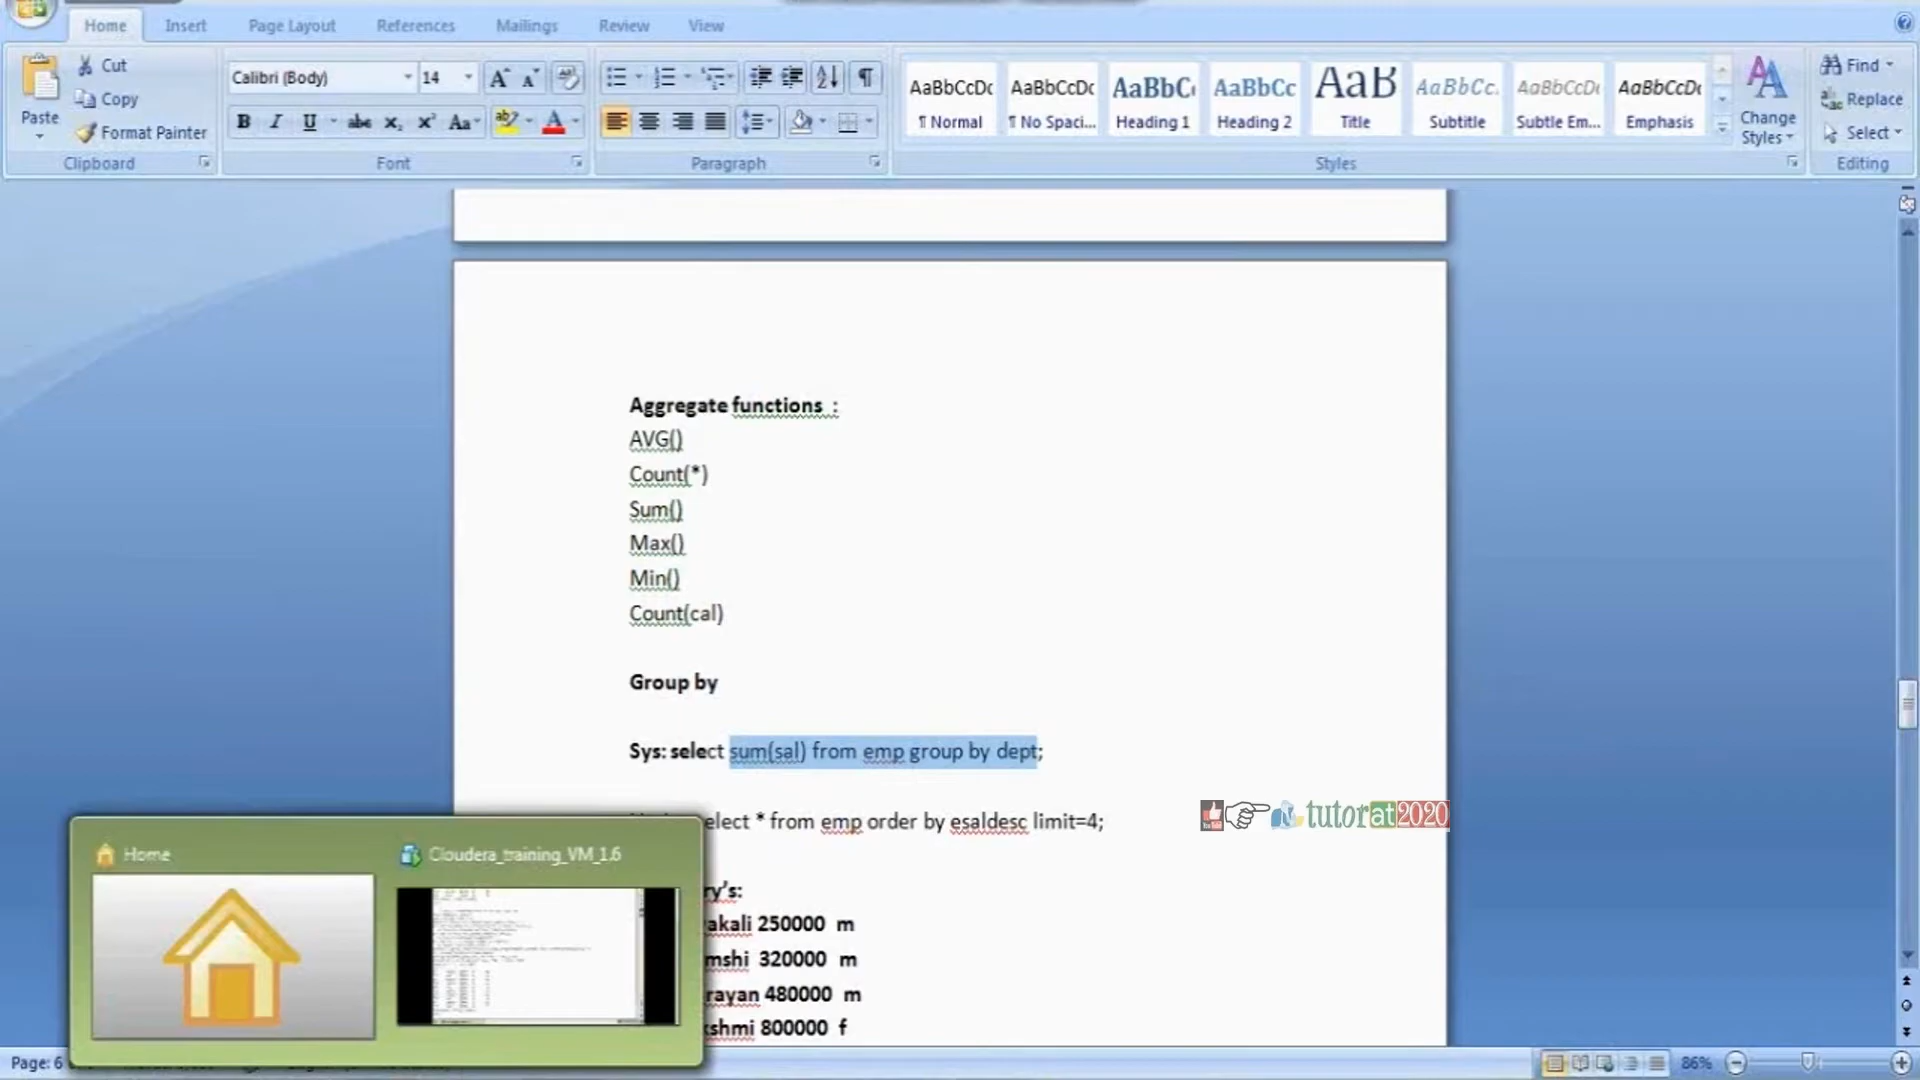 Home Insert Page Layout References Mailings Review View
Paste
Cut
Copy
Format Painter
Clipboard
Calibri (Body) 14
Font
Paragraph
AaBbCcDc AaBbCcDc AaBbC AaBbCc AaB AaBbCc. AaBbCcDi AaBbCcDi
¶ Normal ¶ No Spaci... Heading 1 Heading 2 Title Subtitle Subtle Em... Emphasis
Styles
Change Styles
Find
Replace
Select
Editing
Aggregate functions :
AVG()
Count(*)
Sum()
Max()
Min()
Count(cal)
Group by
Sys: select sum(sal) from emp group by dept;
elect * from emp order by esaldesc limit=4;
ry's:
akali 250000 m
mshi 320000 m
rayan 480000 m
kshmi 800000 f
tutorat2020
Home
Cloudera_training_VM_1.6
Page: 6
86%